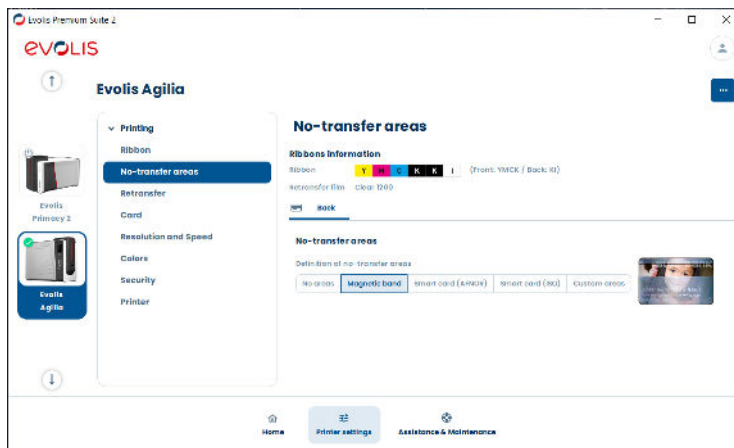 Evolis Premium Suite 2
evolis
Evolis Agilia
Printing
Ribbon
No-transfer areas
Retransfer
Card
Resolution and Speed
Colors
Security
Printer
Evolis
Primacy 2
Evolis
Agilia
No-transfer areas
Ribbons information
Ribbon Y M C K K I (Front: YMCK / Back: KI)
Retransfer film Clear 1200
Back
No-transfer areas
Definition of no-transfer areas
No areas Magnetic band Smart card (AFNOR) Smart card (ISO) Custom areas
Home Printer settings Assistance & Maintenance